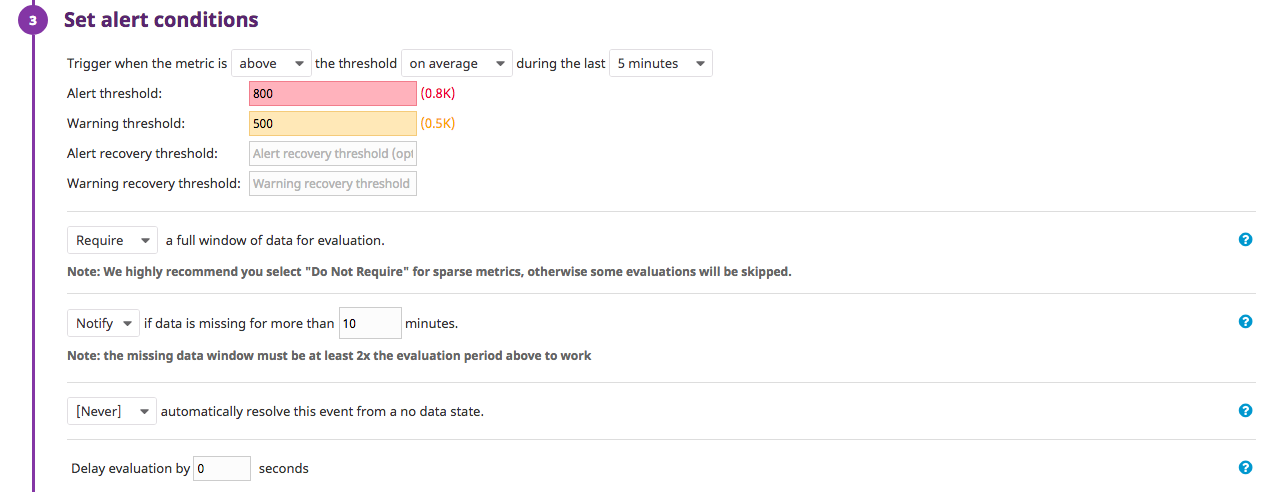 3 Set alert conditions
Trigger when the metric is above the threshold on average during the last 5 minutes
Alert threshold: 800 (0.8K)
Warning threshold: 500 (0.5K)
Alert recovery threshold: Alert recovery threshold (opt
Warning recovery threshold: Warning recovery threshold
Require a full window of data for evaluation. ?
Note: We highly recommend you select "Do Not Require" for sparse metrics, otherwise some evaluations will be skipped.
Notify if data is missing for more than 10 minutes. ?
Note: the missing data window must be at least 2x the evaluation period above to work
[Never] automatically resolve this event from a no data state. ?
Delay evaluation by 0 seconds ?